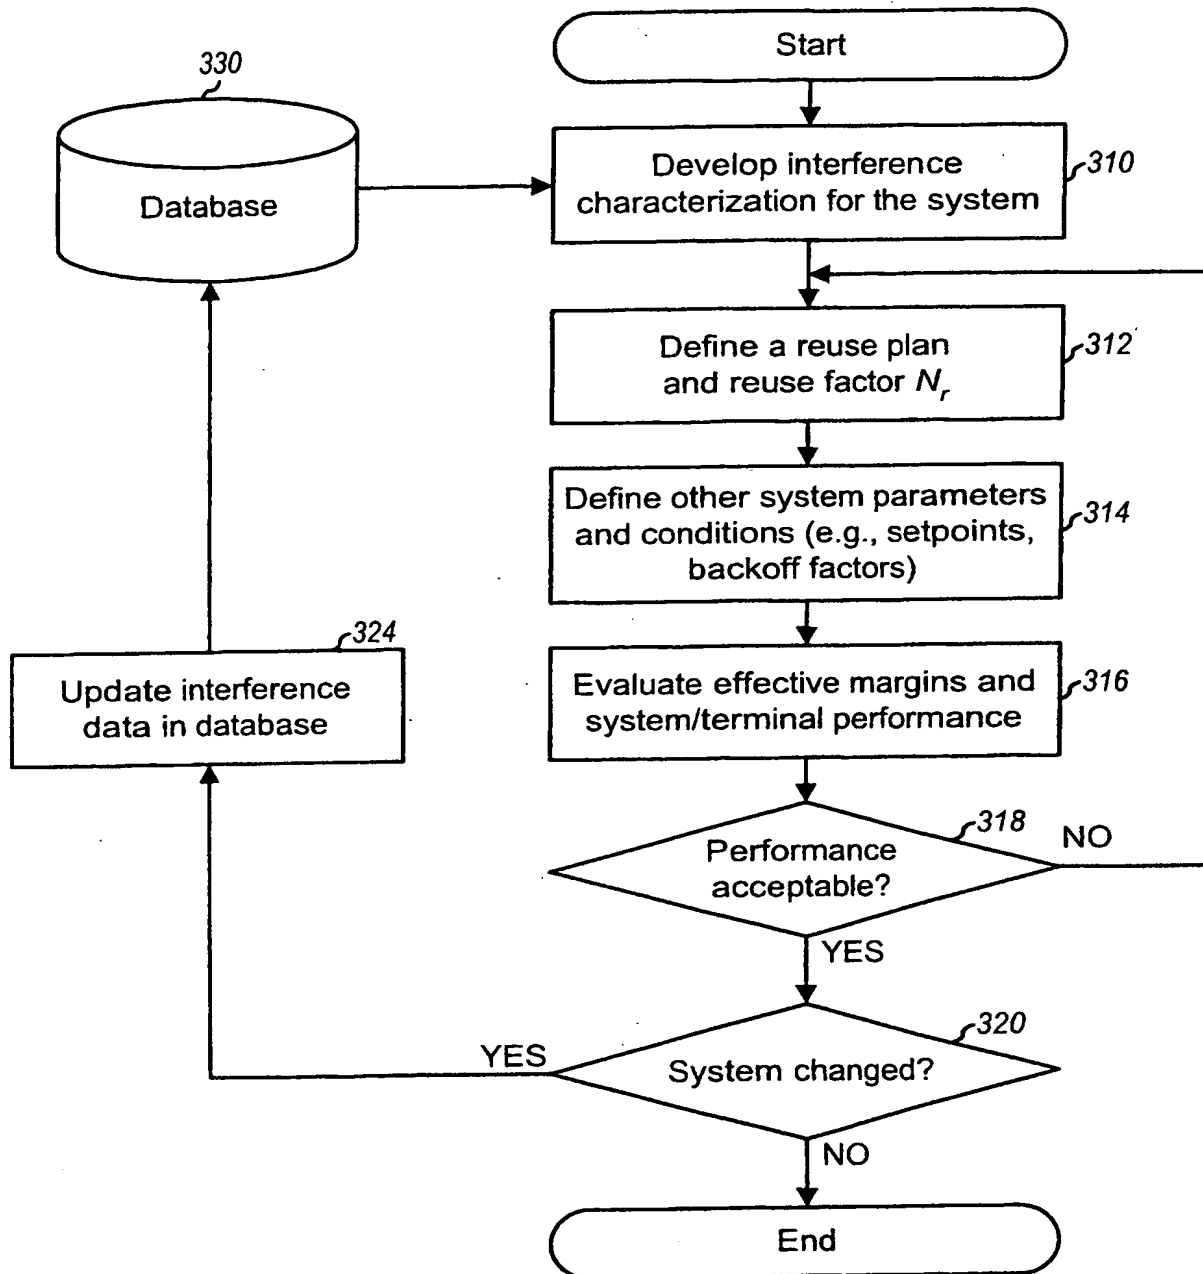 Start
330
Database
Develop interference
characterization for the system
310
Define a reuse plan
and reuse factor Nr
312
Define other system parameters
and conditions (e.g., setpoints,
backoff factors)
314
324
Update interference
data in database
Evaluate effective margins and
system/terminal performance
316
318
Performance
acceptable?
NO
YES
320
YES
System changed?
NO
End